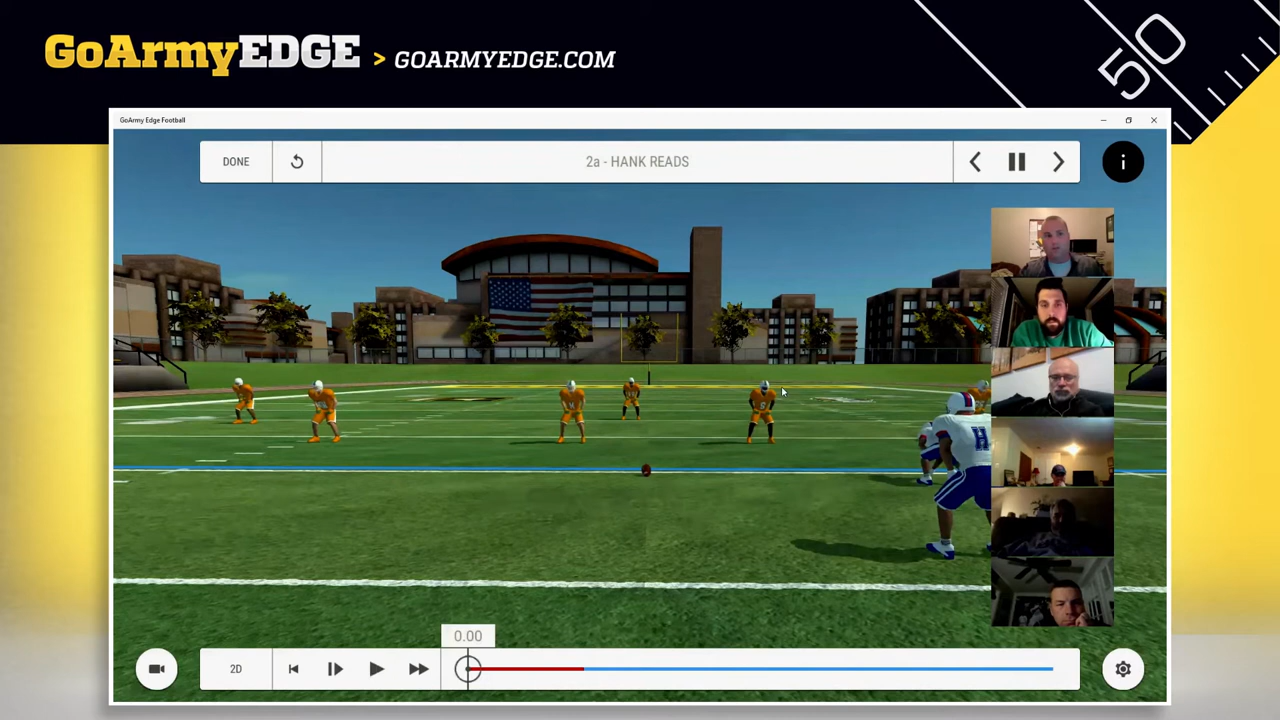 GoArmyEDGE > GOARMYEDGE.COM
50
GoArmy Edge Football
DONE
2a - HANK READS
i
M
S
H
0.00
2D